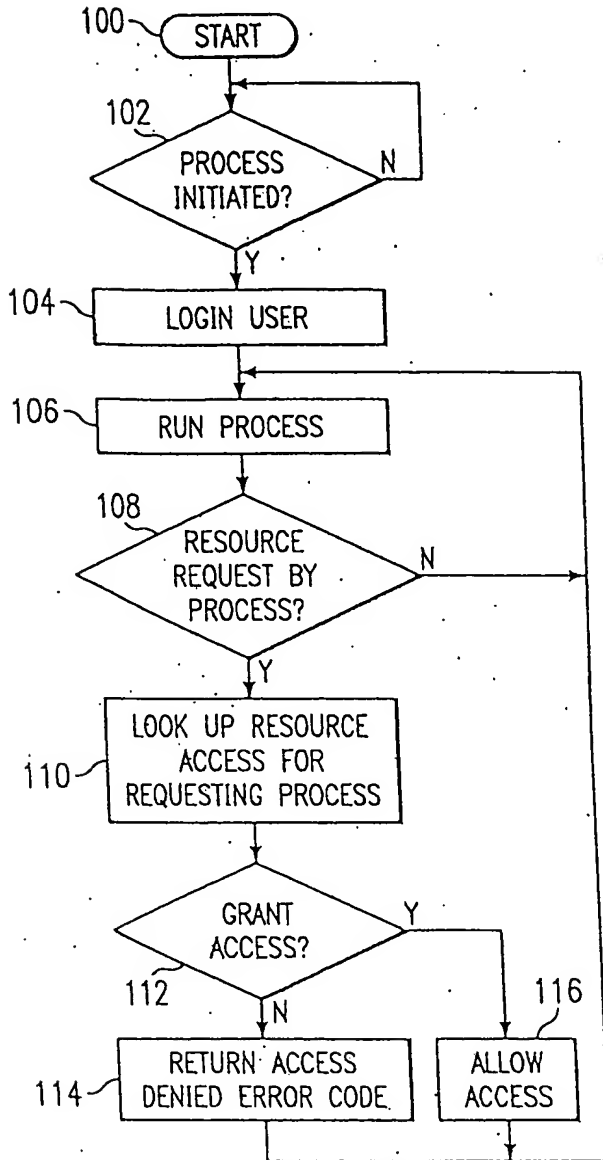 100
START
102
PROCESS
INITIATED?
N
Y
104
LOGIN USER
106
RUN PROCESS
108
RESOURCE
REQUEST BY
PROCESS?
N
Y
110
LOOK UP RESOURCE
ACCESS FOR
REQUESTING PROCESS
GRANT
ACCESS?
Y
112
N
116
114
RETURN ACCESS
DENIED ERROR CODE
ALLOW
ACCESS